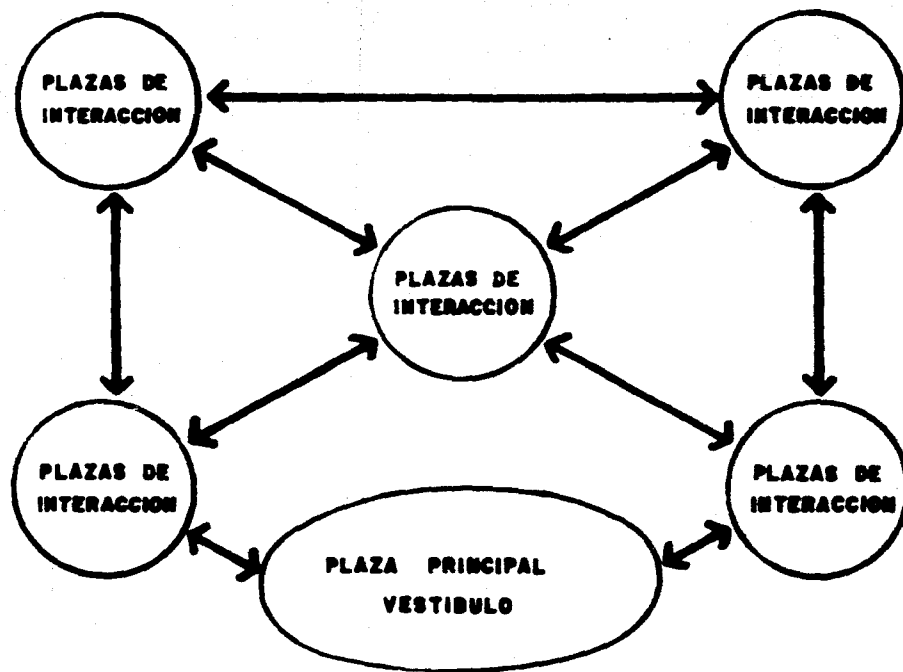 PLAZAS DE
INTERACCION
PLAZAS DE
INTERACCION
PLAZAS DE
INTERACCION
PLAZAS DE
INTERACCION
PLAZAS DE
INTERACCION
PLAZA PRINCIPAL
VESTIBULO